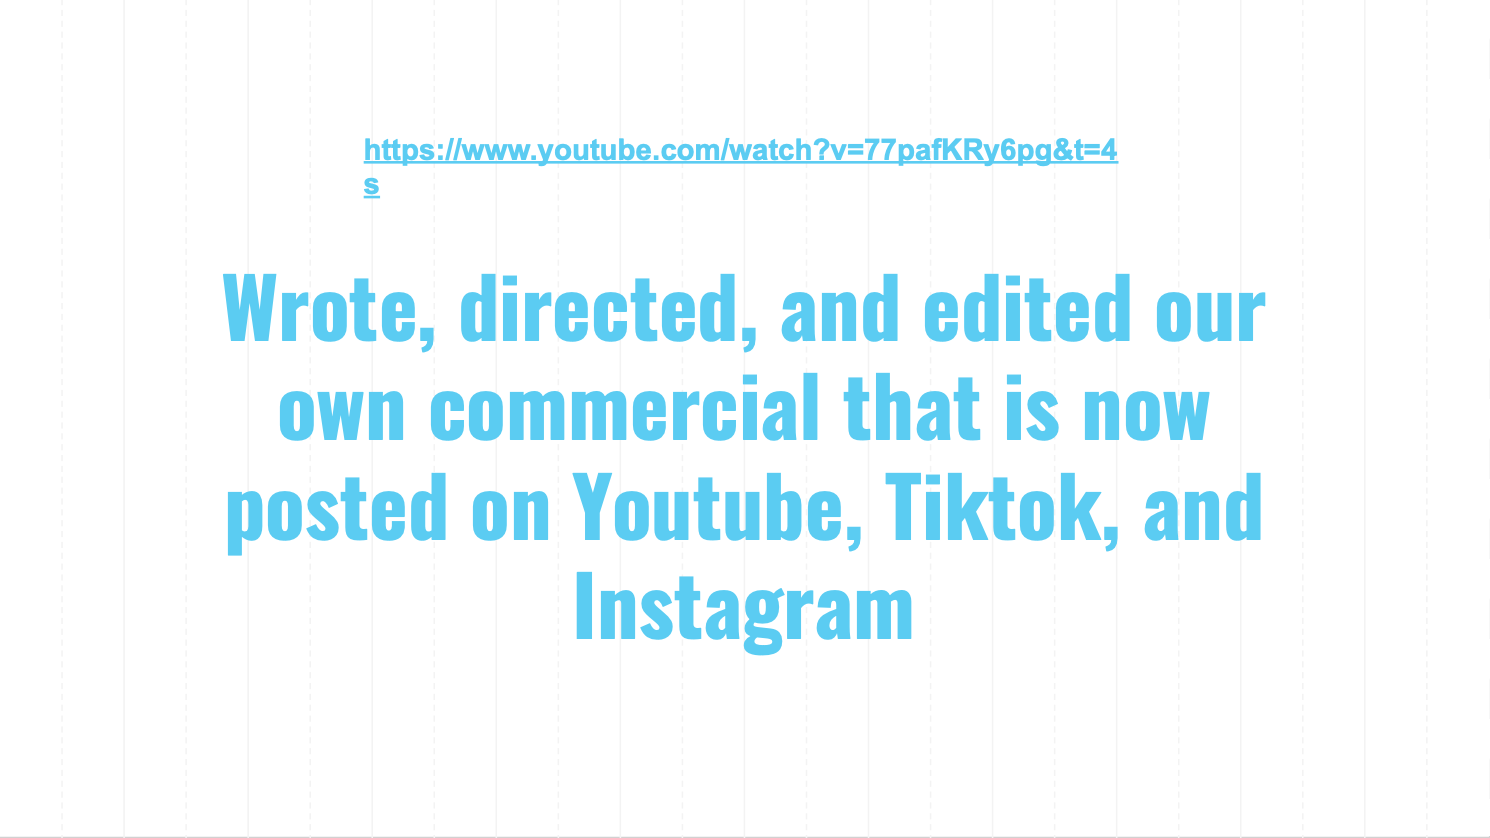 https://www.youtube.com/watch?v=77pafKRy6pg&t=4
s
Wrote, directed, and edited our
own commercial that is now
posted on Youtube, Tiktok, and
Instagram